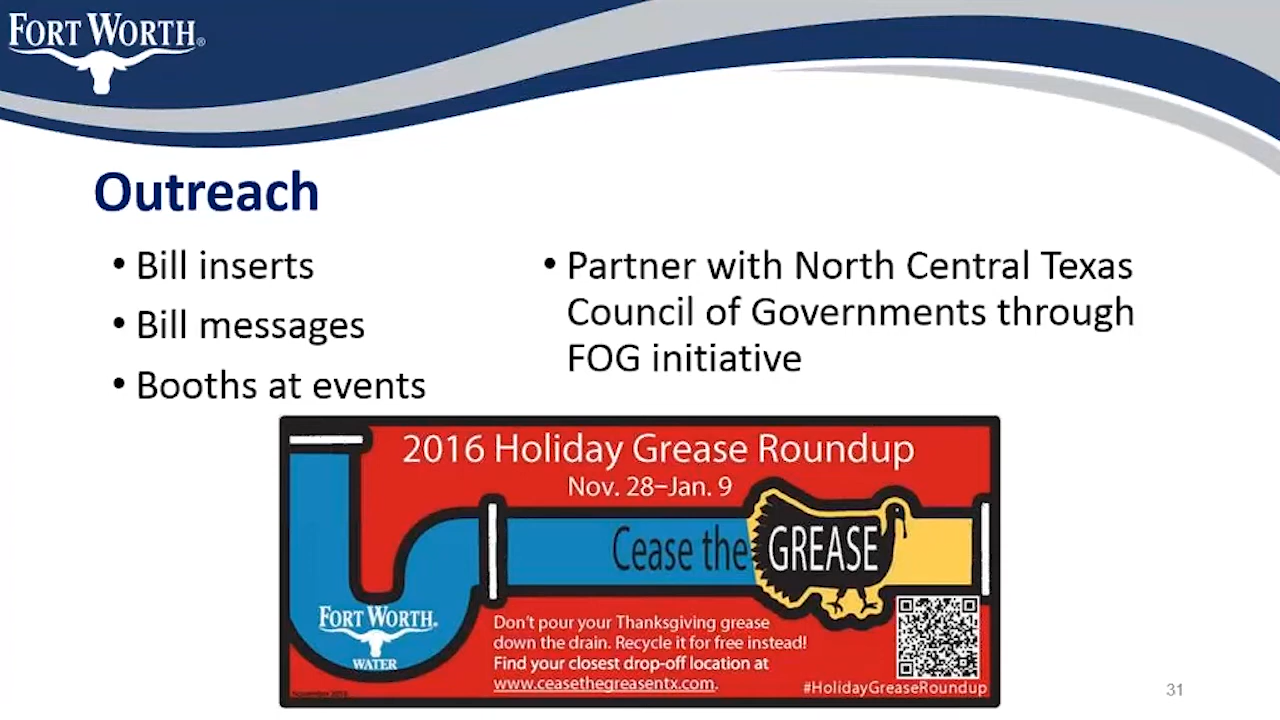 FORT WORTH®
Outreach
• Bill inserts
• Bill messages
• Booths at events
• Partner with North Central Texas
Council of Governments through
FOG initiative
2016 Holiday Grease Roundup
Nov. 28–Jan. 9
Cease the GREASE
FORT WORTH®
WATER
Don't pour your Thanksgiving grease
down the drain. Recycle it for free instead!
Find your closest drop-off location at
www.ceasethegreasentx.com.
#HolidayGreaseRoundup
31